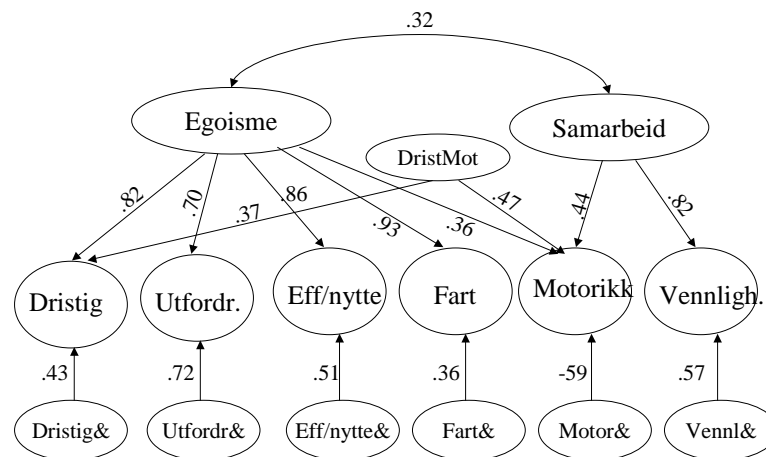 .32
Egoisme
Samarbeid
DristMot
.82
.70
.86
.37
.93
.36
.47
.44
.82
Dristig
Utfordr.
Eff/nytte
Fart
Motorikk
Vennligh.
.43
.72
.51
.36
-59
.57
Dristig&
Utfordr&
Eff/nytte&
Fart&
Motor&
Vennl&